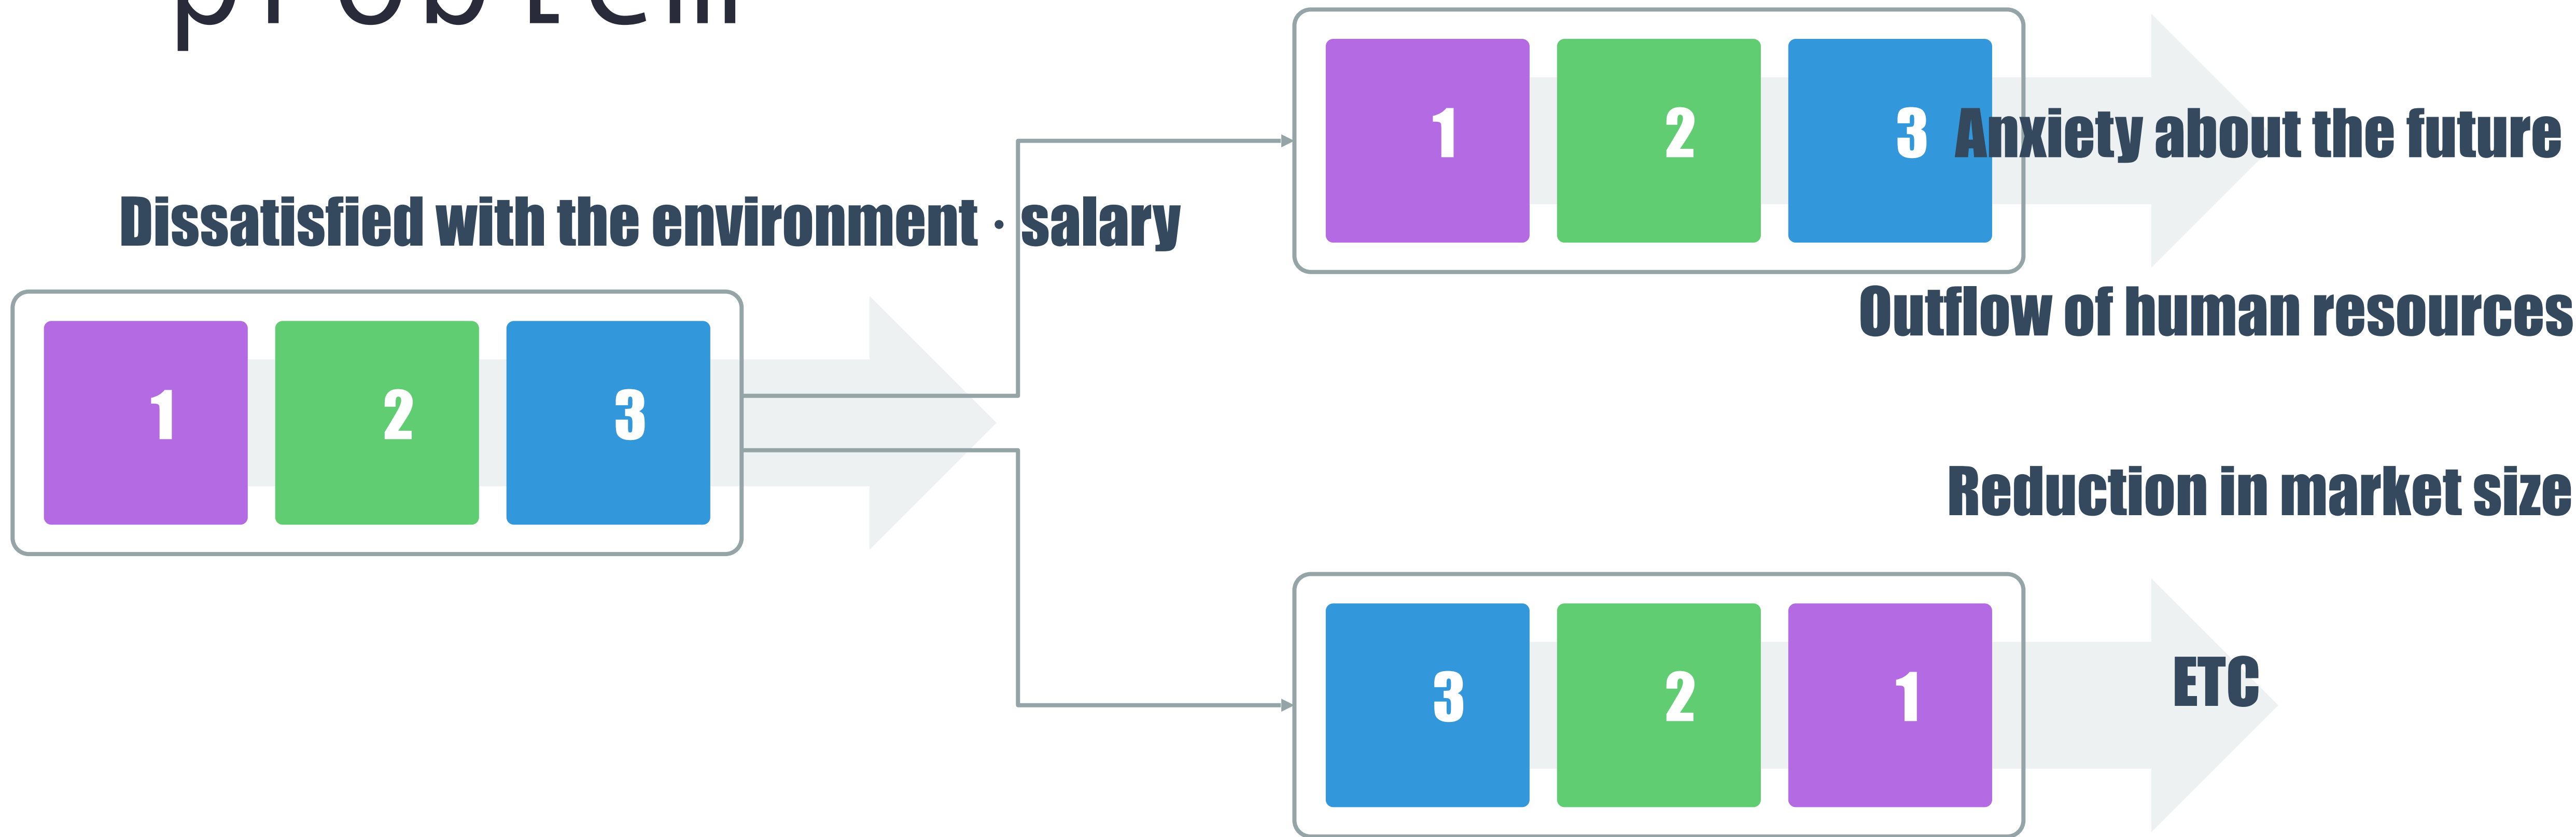 problem
Dissatisfied with the environment · salary
1 2 3
1 2 3
Anxiety about the future
Outflow of human resources
Reduction in market size
3 2 1
ETC